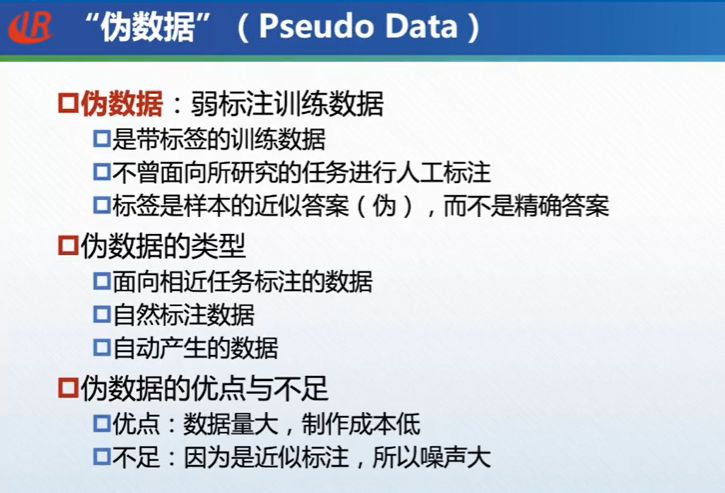 “伪数据”（Pseudo Data）
伪数据：弱标注训练数据
是带标签的训练数据
不曾面向所研究的任务进行人工标注
标签是样本的近似答案（伪），而不是精确答案
伪数据的类型
面向相近任务标注的数据
自然标注数据
自动产生的数据
伪数据的优点与不足
优点：数据量大，制作成本低
不足：因为是近似标注，所以噪声大